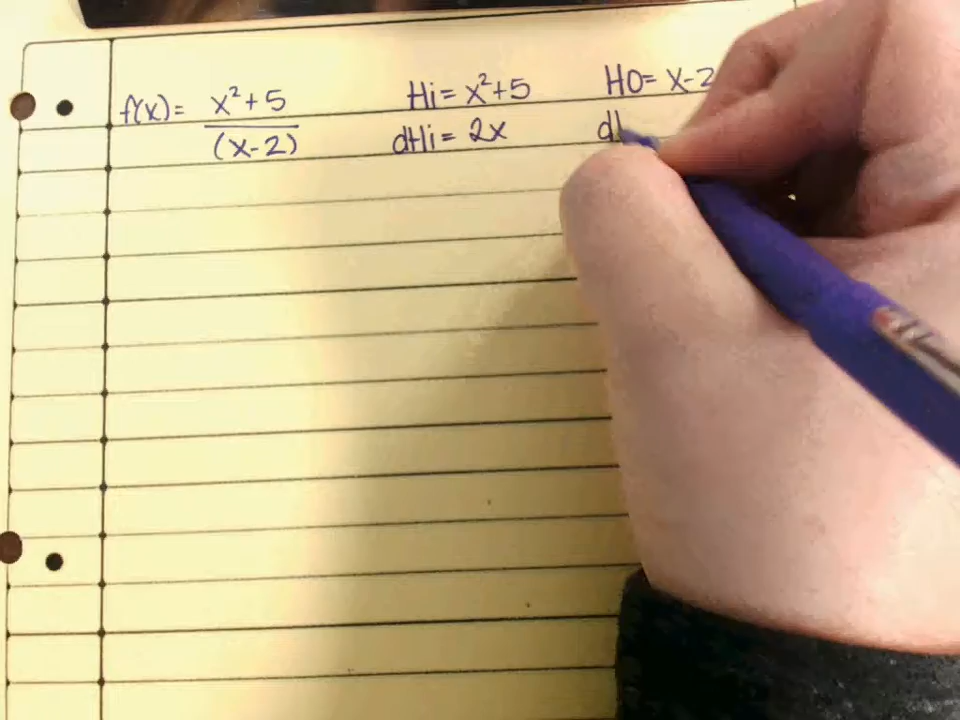 f(x) = x²+5 / (x-2) Hi = x²+5 HO = x-2
dHi = 2x